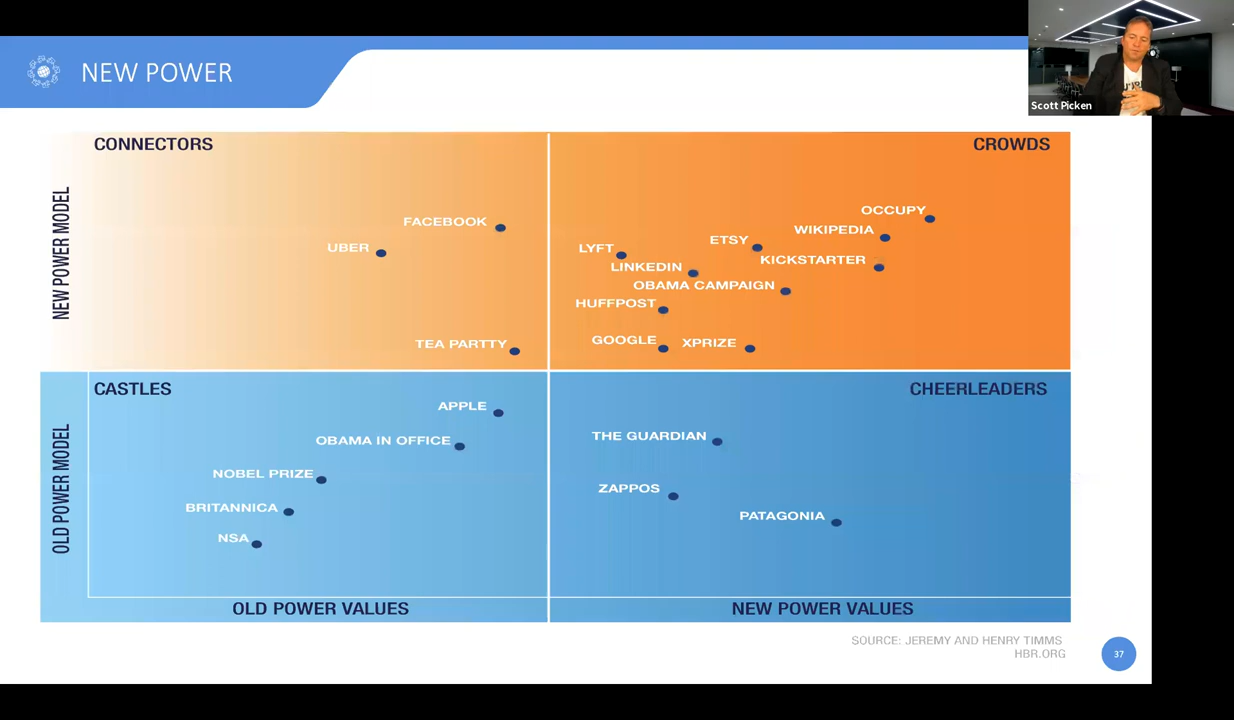 NEW POWER
Scott Picken
CONNECTORS
CROWDS
NEW POWER MODEL
FACEBOOK
UBER
TEA PARTTY
OCCUPY
WIKIPEDIA
ETSY
LYFT
KICKSTARTER
LINKEDIN
OBAMA CAMPAIGN
HUFFPOST
GOOGLE
XPRIZE
CASTLES
CHEERLEADERS
OLD POWER MODEL
APPLE
OBAMA IN OFFICE
NOBEL PRIZE
BRITANNICA
NSA
THE GUARDIAN
ZAPPOS
PATAGONIA
OLD POWER VALUES
NEW POWER VALUES
SOURCE: JEREMY AND HENRY TIMMS
HBR.ORG
37